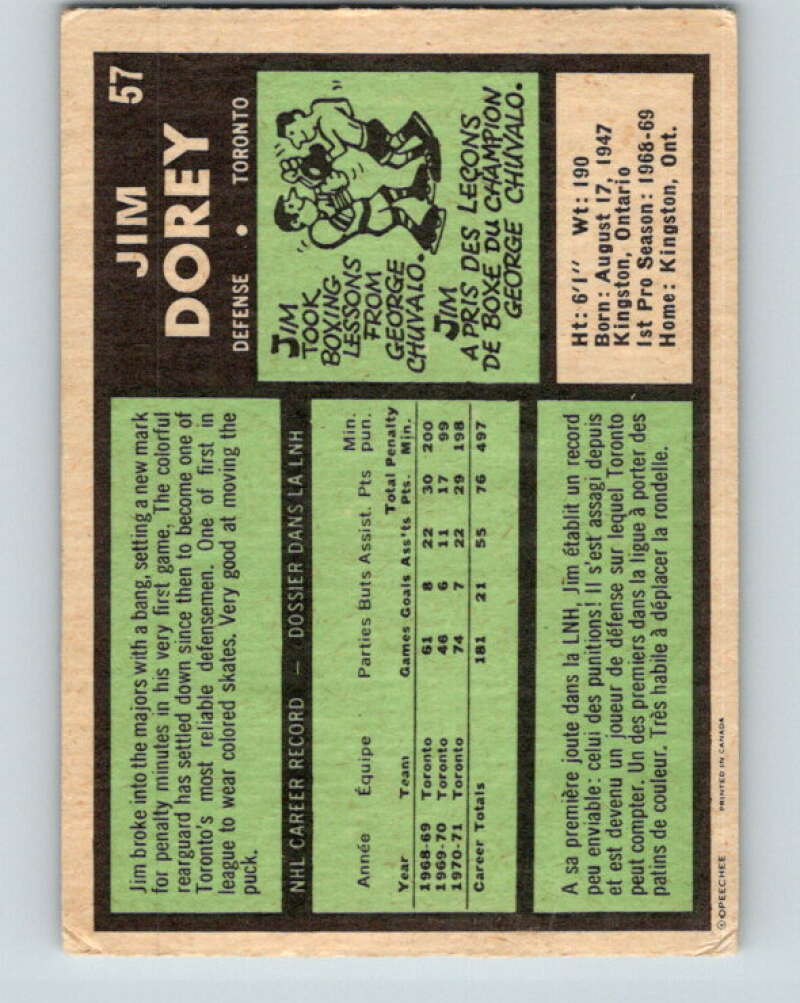 JIM 57
DOREY
DEFENSE • TORONTO
Jim broke into the majors with a bang, setting a new mark
for penalty minutes in his very first game. The colorful
rearguard has settled down since then to become one of
Toronto's most reliable defensemen. One of first in
league to wear colored skates. Very good at moving the
puck.
JIM
TOOK
BOXING
LESSONS
FROM
GEORGE
CHUVALO.
JIM
A PRIS DES LEÇONS
DE BOXE DU CHAMPION
GEORGE CHUVALO.
NHL CAREER RECORD — DOSSIER DANS LA LNH
Min.
Année Équipe Parties Buts Assist. Pts pun.
Total Penalty
Year Team Games Goals Ass'ts Pts. Min.
1968-69 Toronto 61 8 22 30 200
1969-70 Toronto 46 6 11 17 99
1970-71 Toronto 74 7 22 29 198
Career Totals 181 21 55 76 497
Ht: 6'1" Wt: 190
Born: August 17, 1947
Kingston, Ontario
1st Pro Season: 1968-69
Home: Kingston, Ont.
A sa première joute dans la LNH, Jim établit un record
peu enviable: celui des punitions! Il s'est assagi depuis
et est devenu un joueur de défense sur lequel Toronto
peut compter. Un des premiers dans la ligue à porter des
patins de couleur. Très habile à déplacer la rondelle.
©OPEECHEE PRINTED IN CANADA